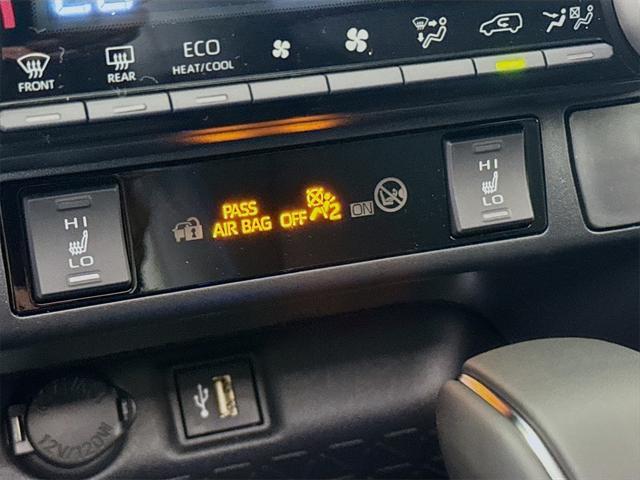 FRONT
REAR
ECO
HEAT/COOL
HI
LO
PASS
AIR BAG OFF 2 ON
HI
LO
12V/120W